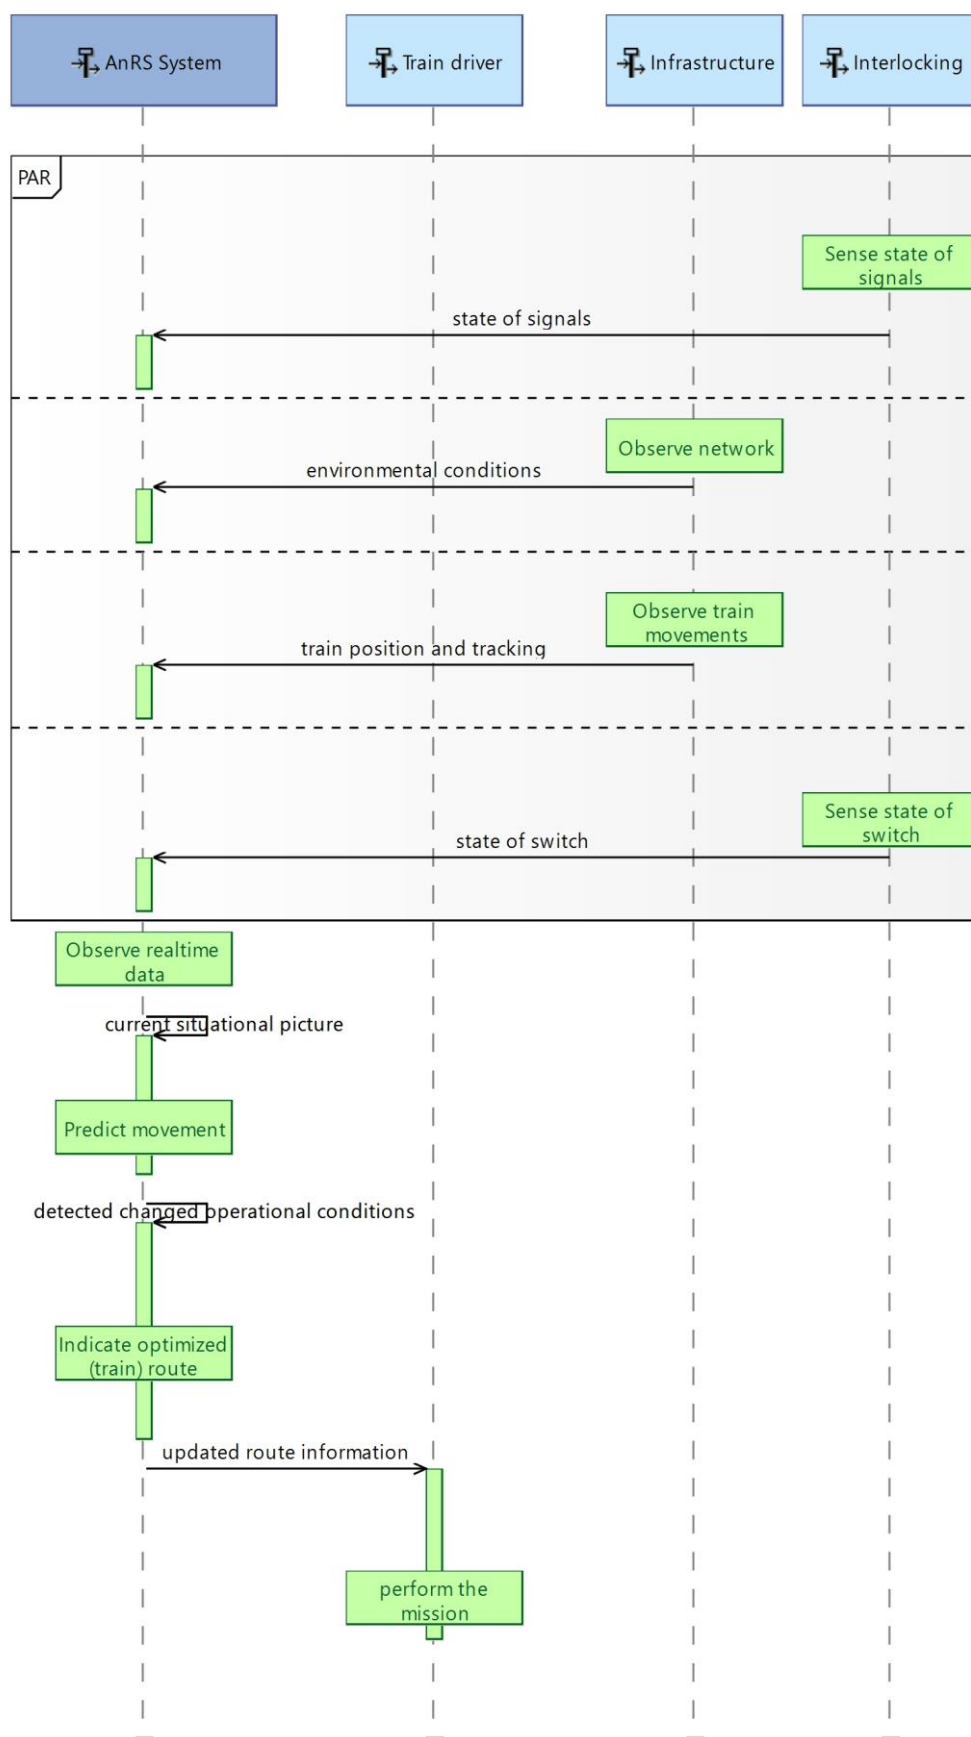 AnRS System
Train driver
Infrastructure
Interlocking
PAR
Sense state of
signals
state of signals
Observe network
environmental conditions
Observe train
movements
train position and tracking
Sense state of
switch
state of switch
Observe realtime
data
current situational picture
Predict movement
detected changed operational conditions
Indicate optimized
(train) route
updated route information
perform the
mission